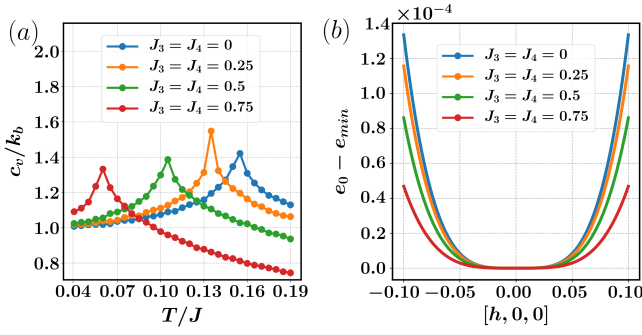 (a)
c_v/k_b
2.0
1.8
1.6
1.4
1.2
1.0
0.8
J_3 = J_4 = 0
J_3 = J_4 = 0.25
J_3 = J_4 = 0.5
J_3 = J_4 = 0.75
0.04 0.07 0.10 0.13 0.16 0.19
T/J
(b)
×10^{-4}
e_0 − e_{min}
1.4
1.2
1.0
0.8
0.6
0.4
0.2
0.0
J_3 = J_4 = 0
J_3 = J_4 = 0.25
J_3 = J_4 = 0.5
J_3 = J_4 = 0.75
−0.10 −0.05 0.00 0.05 0.10
[h, 0, 0]